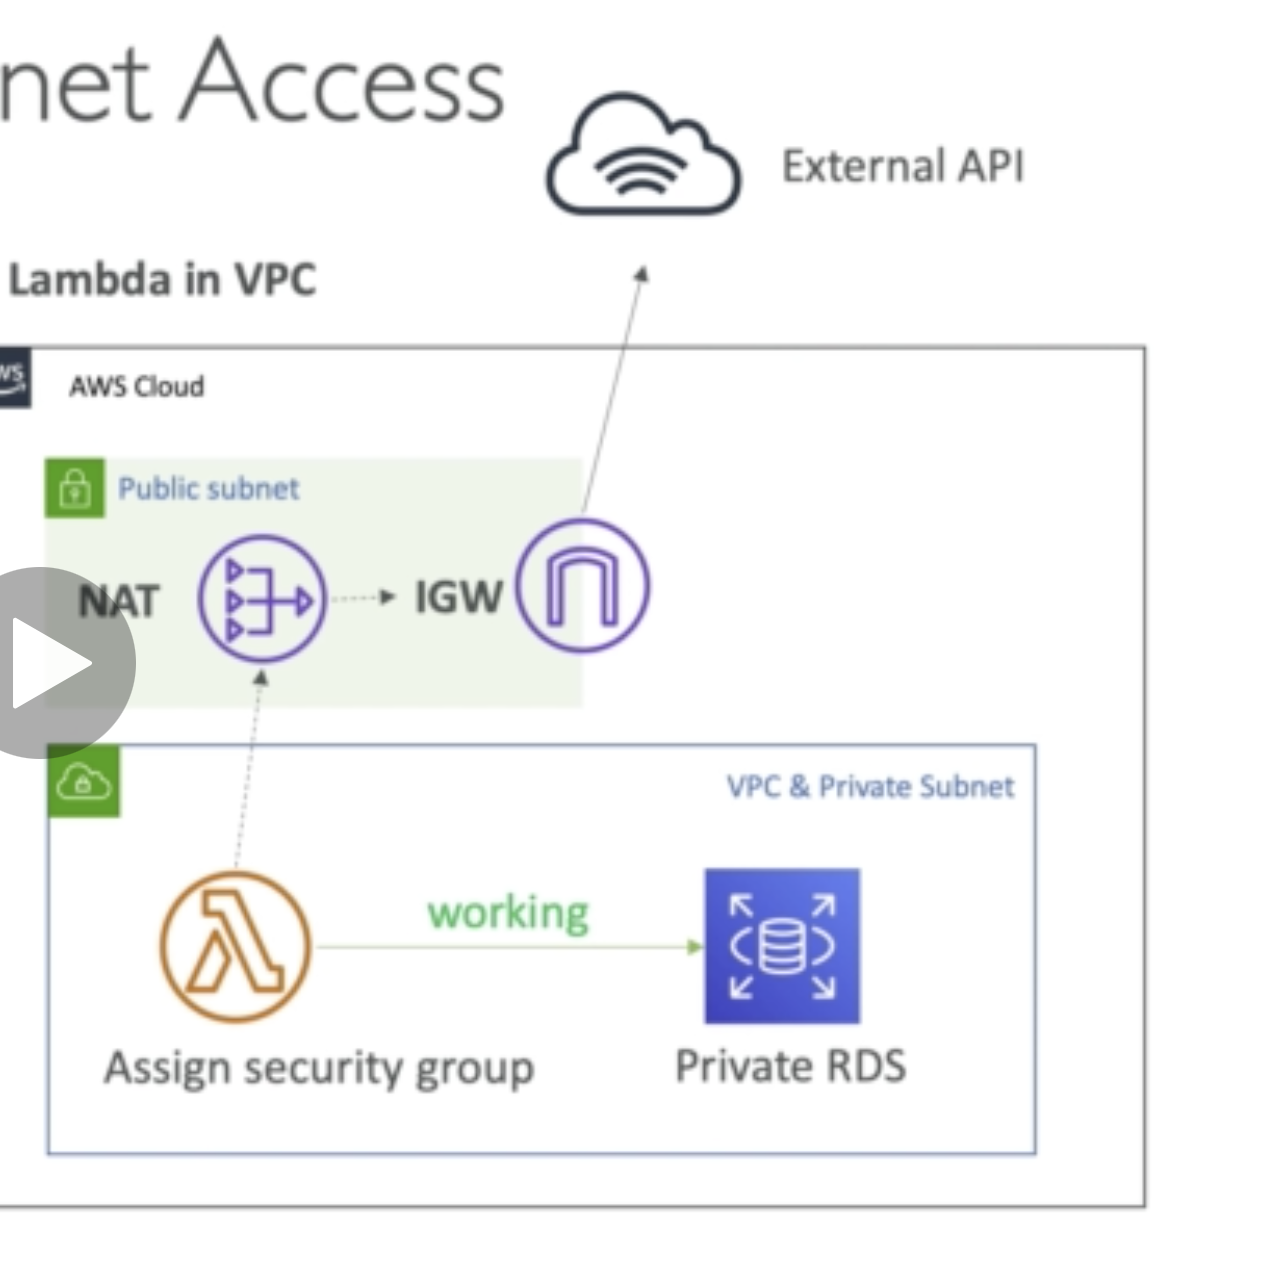 net Access
External API
Lambda in VPC
ws
AWS Cloud
Public subnet
NAT
IGW
VPC & Private Subnet
working
Assign security group
Private RDS